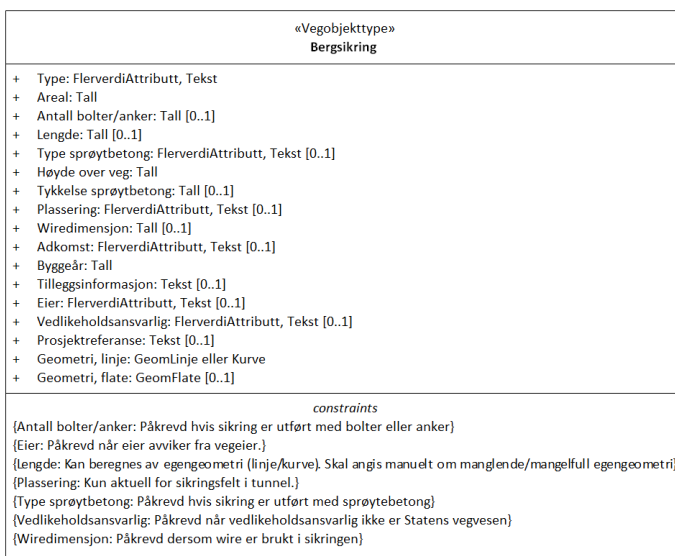 «Vegobjekttype»
Bergsikring
+ Type: FlerverdiAttributt, Tekst
+ Areal: Tall
+ Antall bolter/anker: Tall [0..1]
+ Lengde: Tall [0..1]
+ Type sprøytbetong: FlerverdiAttributt, Tekst [0..1]
+ Høyde over veg: Tall
+ Tykkelse sprøytbetong: Tall [0..1]
+ Plassering: FlerverdiAttributt, Tekst [0..1]
+ Wiredimensjon: Tall [0..1]
+ Adkomst: FlerverdiAttributt, Tekst [0..1]
+ Byggeår: Tall
+ Tilleggsinformasjon: Tekst [0..1]
+ Eier: FlerverdiAttributt, Tekst [0..1]
+ Vedlikeholdsansvarlig: FlerverdiAttributt, Tekst [0..1]
+ Prosjektreferanse: Tekst [0..1]
+ Geometri, linje: GeomLinje eller Kurve
+ Geometri, flate: GeomFlate [0..1]
constraints
{Antall bolter/anker: Påkrevd hvis sikring er utført med bolter eller anker}
{Eier: Påkrevd når eier avviker fra vegeier.}
{Lengde: Kan beregnes av egengeometri (linje/kurve). Skal angis manuelt om manglende/mangelfull egengeometri}
{Plassering: Kun aktuell for sikringsfelt i tunnel.}
{Type sprøytbetong: Påkrevd hvis sikring er utført med sprøytebetong}
{Vedlikeholdsansvarlig: Påkrevd når vedlikeholdsansvarlig ikke er Statens vegvesen}
{Wiredimensjon: Påkrevd dersom wire er brukt i sikringen}